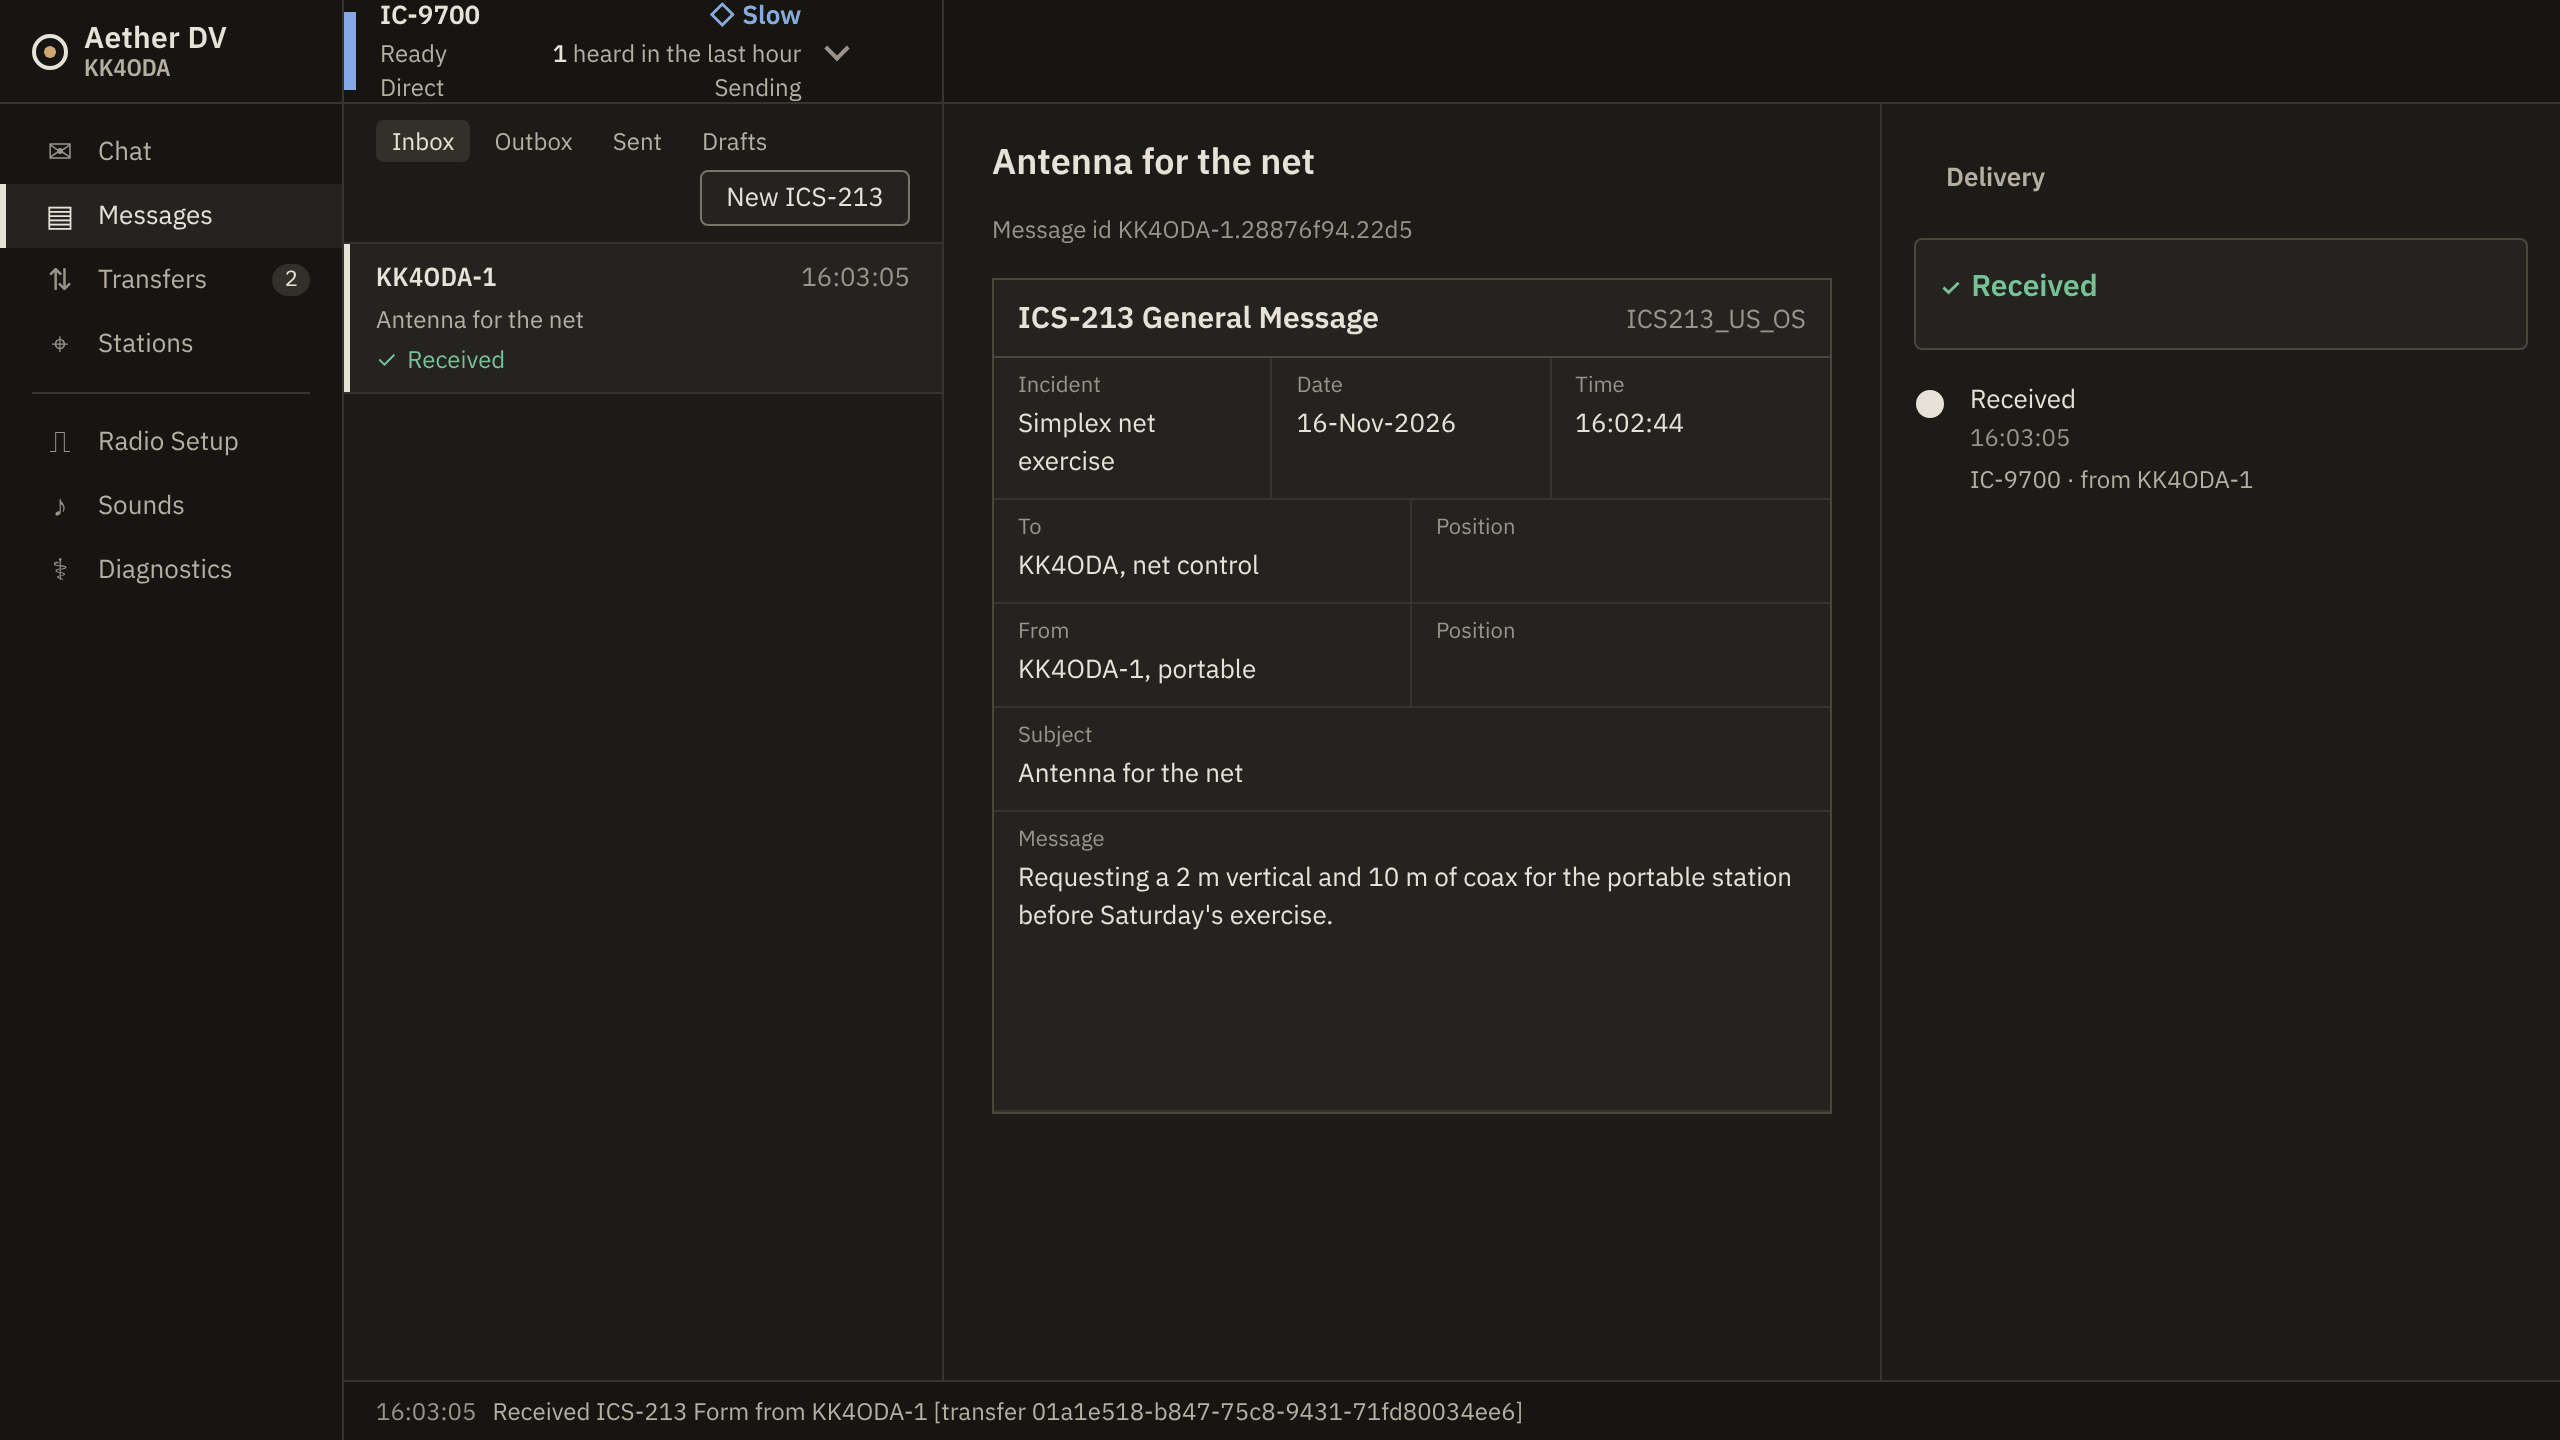 Aether DV
KK4ODA
IC-9700
Slow
Ready
1 heard in the last hour
Direct
Sending
Chat
Messages
Transfers 2
Stations
Radio Setup
Sounds
Diagnostics
Inbox Outbox Sent Drafts
New ICS-213
KK4ODA-1 16:03:05
Antenna for the net
✓ Received
Antenna for the net
Message id KK4ODA-1.28876f94.22d5
ICS-213 General Message ICS213_US_OS
Incident
Simplex net
exercise
Date
16-Nov-2026
Time
16:02:44
To
KK4ODA, net control
Position
From
KK4ODA-1, portable
Position
Subject
Antenna for the net
Message
Requesting a 2 m vertical and 10 m of coax for the portable station
before Saturday's exercise.
Delivery
✓ Received
Received
16:03:05
IC-9700 · from KK4ODA-1
16:03:05 Received ICS-213 Form from KK4ODA-1 [transfer 01a1e518-b847-75c8-9431-71fd80034ee6]